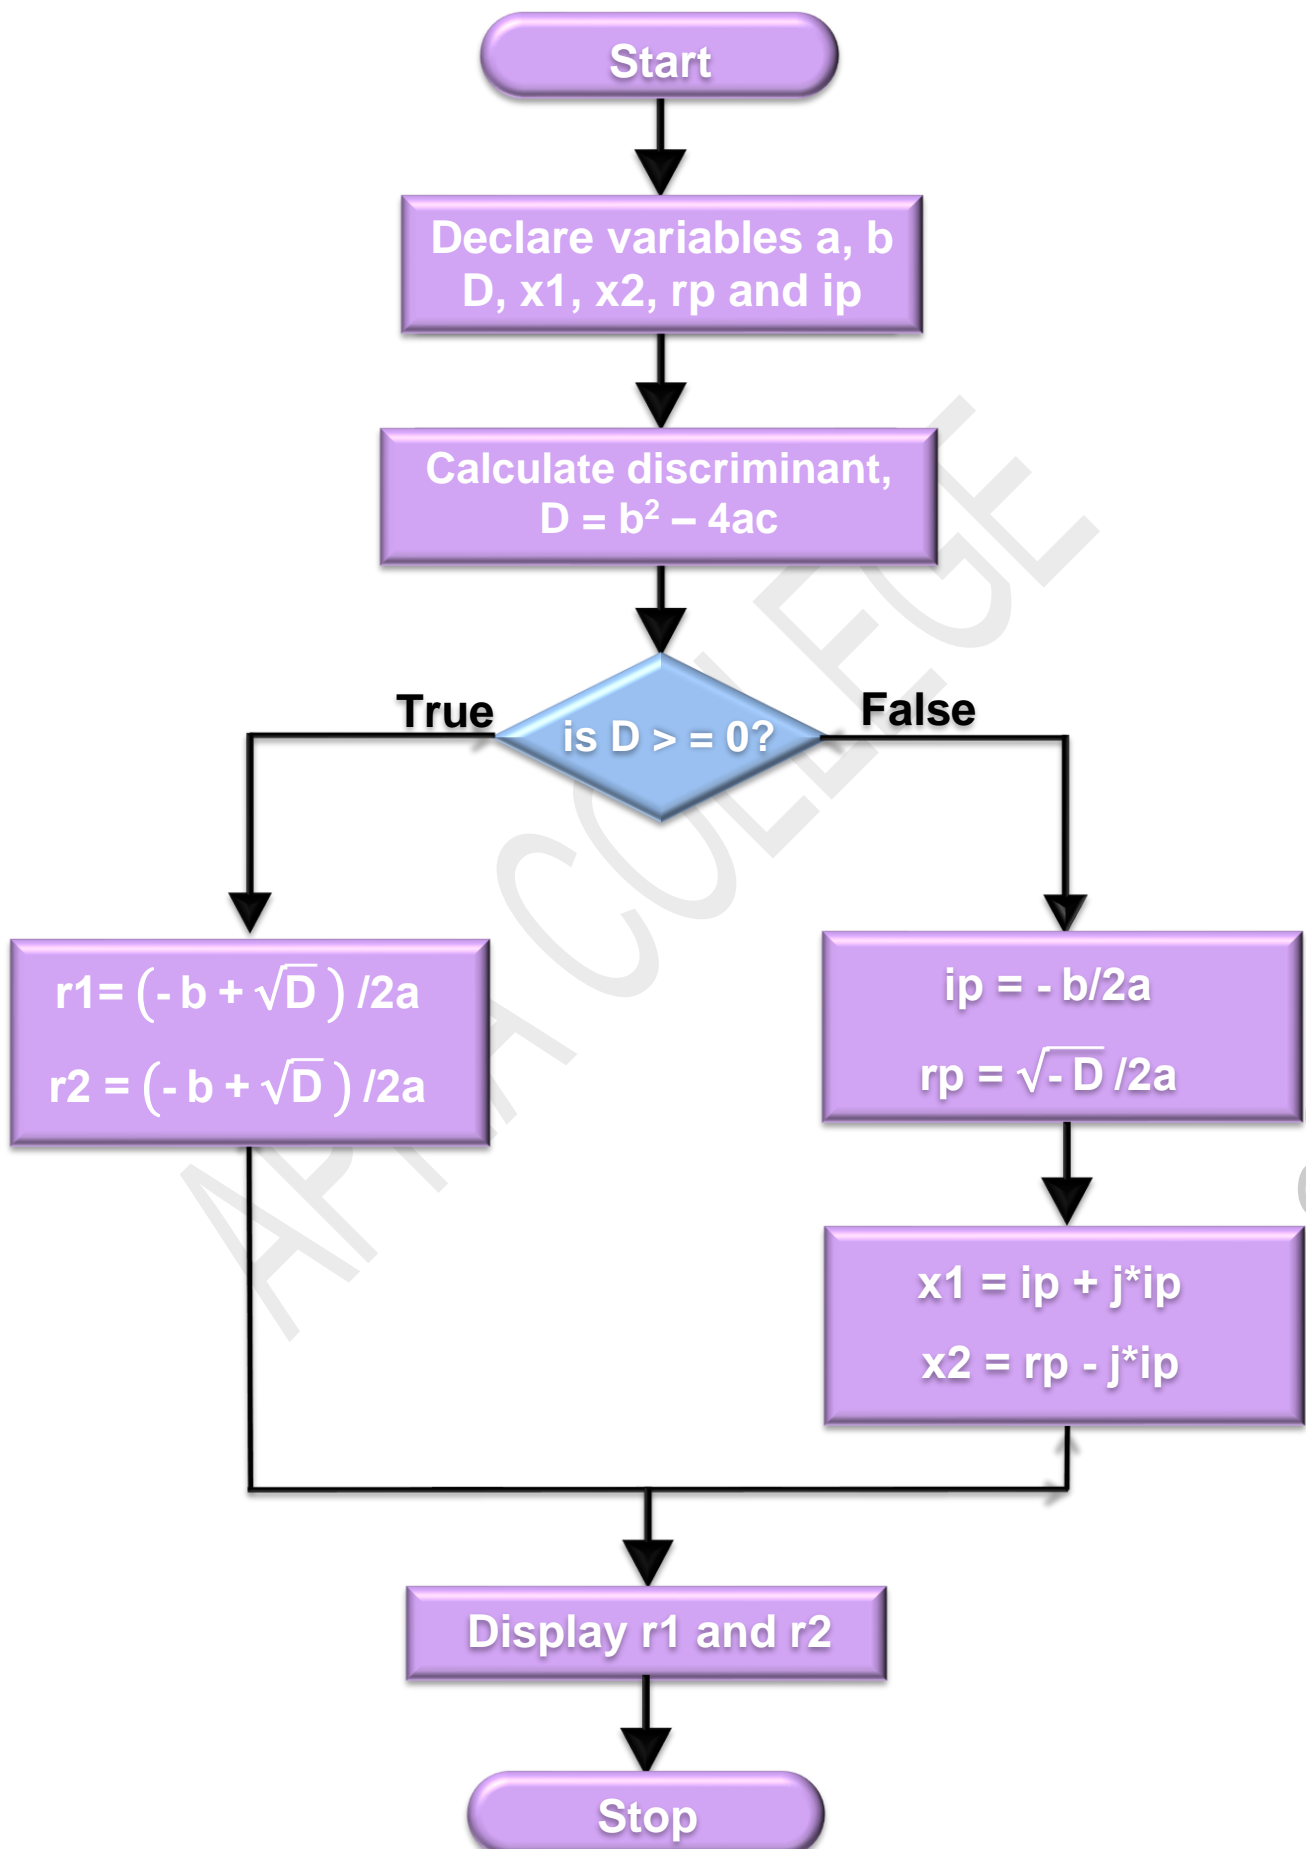 Start
Declare variables a, b
D, x1, x2, rp and ip
Calculate discriminant,
D = b² – 4ac
is D > = 0?
True
False
r1= (- b + √D ) /2a
r2 = (- b + √D ) /2a
ip = - b/2a
rp = √- D /2a
x1 = ip + j*ip
x2 = rp - j*ip
Display r1 and r2
Stop
COLLEGE